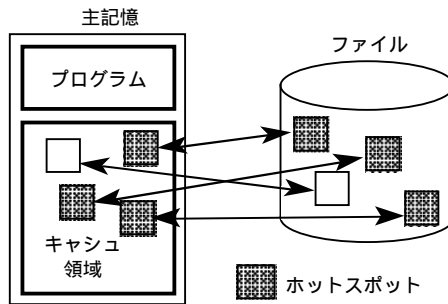 主記憶
プログラム
キャシュ
領域
ファイル
ホットスポット